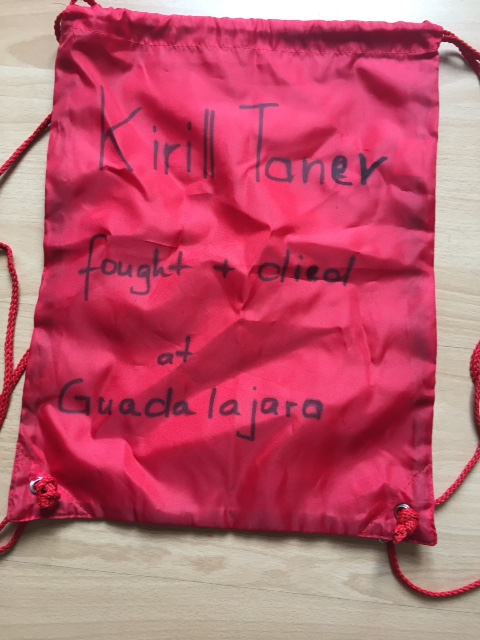 Kirill Taner
fought + died
at
Guadalajara